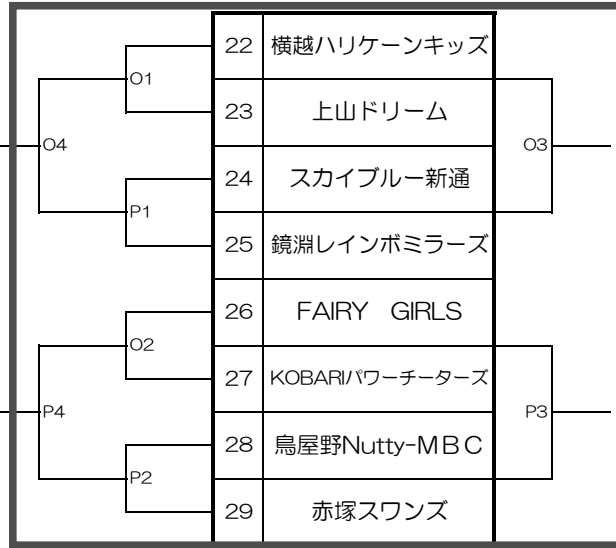 22 横越ハリケーンキッズ
O1
23 上山ドリーム
O4
O3
24 スカイブルー新通
P1
25 鏡淵レインボミラーズ
26 FAIRY GIRLS
O2
27 KOBARIパワーチーターズ
P4
P3
28 鳥屋野Nutty-MBC
P2
29 赤塚スワンズ